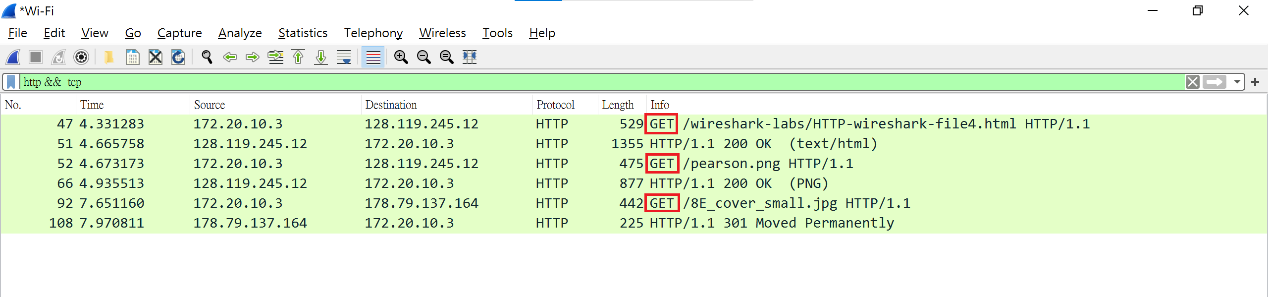 *Wi-Fi
File Edit View Go Capture Analyze Statistics Telephony Wireless Tools Help
http && tcp
No. Time Source Destination Protocol Length Info
47 4.331283 172.20.10.3 128.119.245.12 HTTP 529 GET /wireshark-labs/HTTP-wireshark-file4.html HTTP/1.1
51 4.665758 128.119.245.12 172.20.10.3 HTTP 1355 HTTP/1.1 200 OK (text/html)
52 4.673173 172.20.10.3 128.119.245.12 HTTP 475 GET /pearson.png HTTP/1.1
66 4.935513 128.119.245.12 172.20.10.3 HTTP 877 HTTP/1.1 200 OK (PNG)
92 7.651160 172.20.10.3 178.79.137.164 HTTP 442 GET /8E_cover_small.jpg HTTP/1.1
108 7.970811 178.79.137.164 172.20.10.3 HTTP 225 HTTP/1.1 301 Moved Permanently